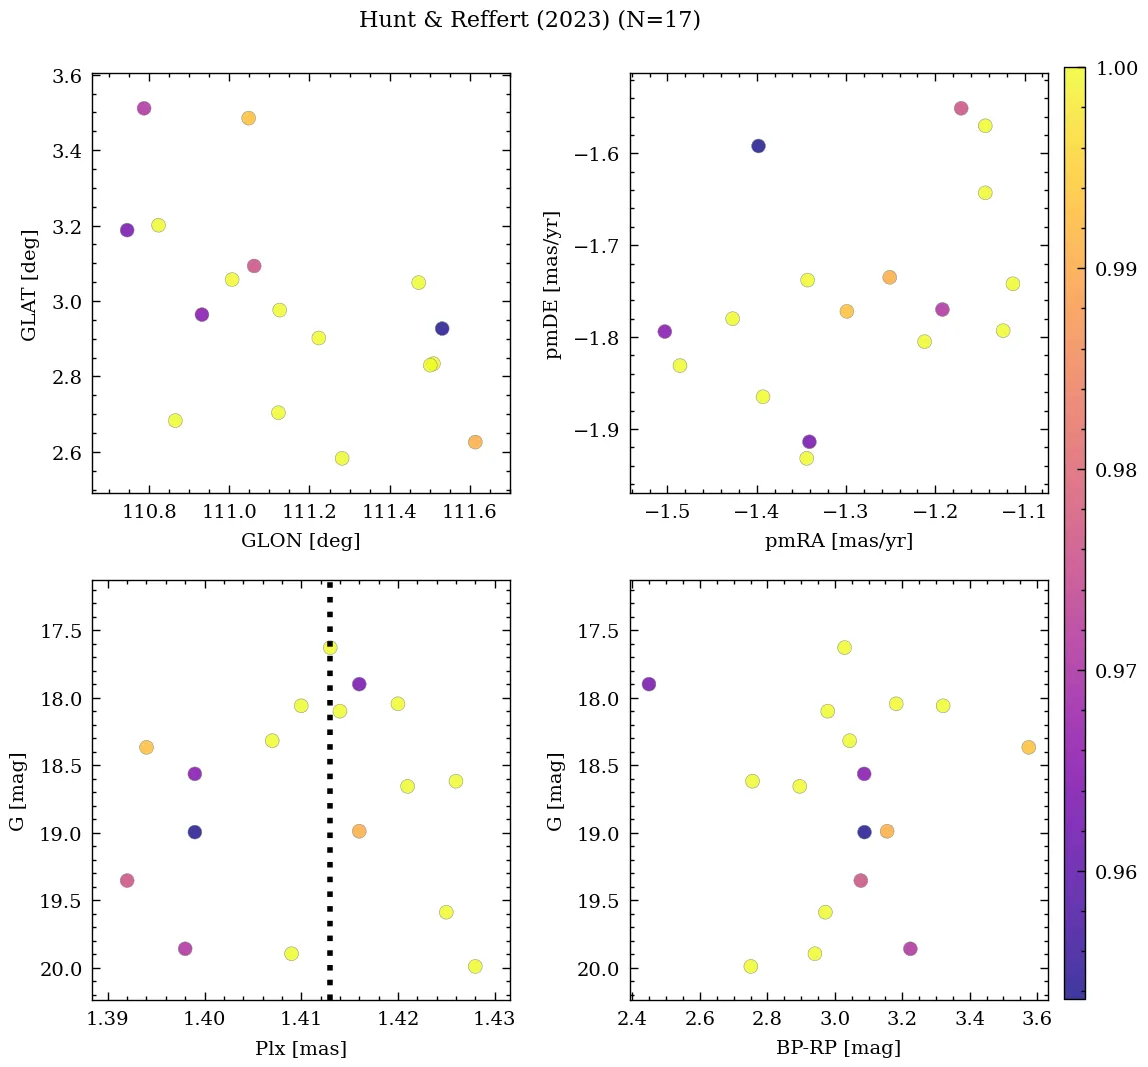 Hunt & Reffert (2023) (N=17)
3.6
3.4
3.2
3.0
2.8
2.6
GLAT [deg]
110.8 111.0 111.2 111.4 111.6
GLON [deg]
−1.6
−1.7
−1.8
−1.9
pmDE [mas/yr]
−1.5 −1.4 −1.3 −1.2 −1.1
pmRA [mas/yr]
17.5
18.0
18.5
19.0
19.5
20.0
G [mag]
1.39 1.40 1.41 1.42 1.43
Plx [mas]
17.5
18.0
18.5
19.0
19.5
20.0
G [mag]
2.4 2.6 2.8 3.0 3.2 3.4 3.6
BP-RP [mag]
1.00
0.99
0.98
0.97
0.96